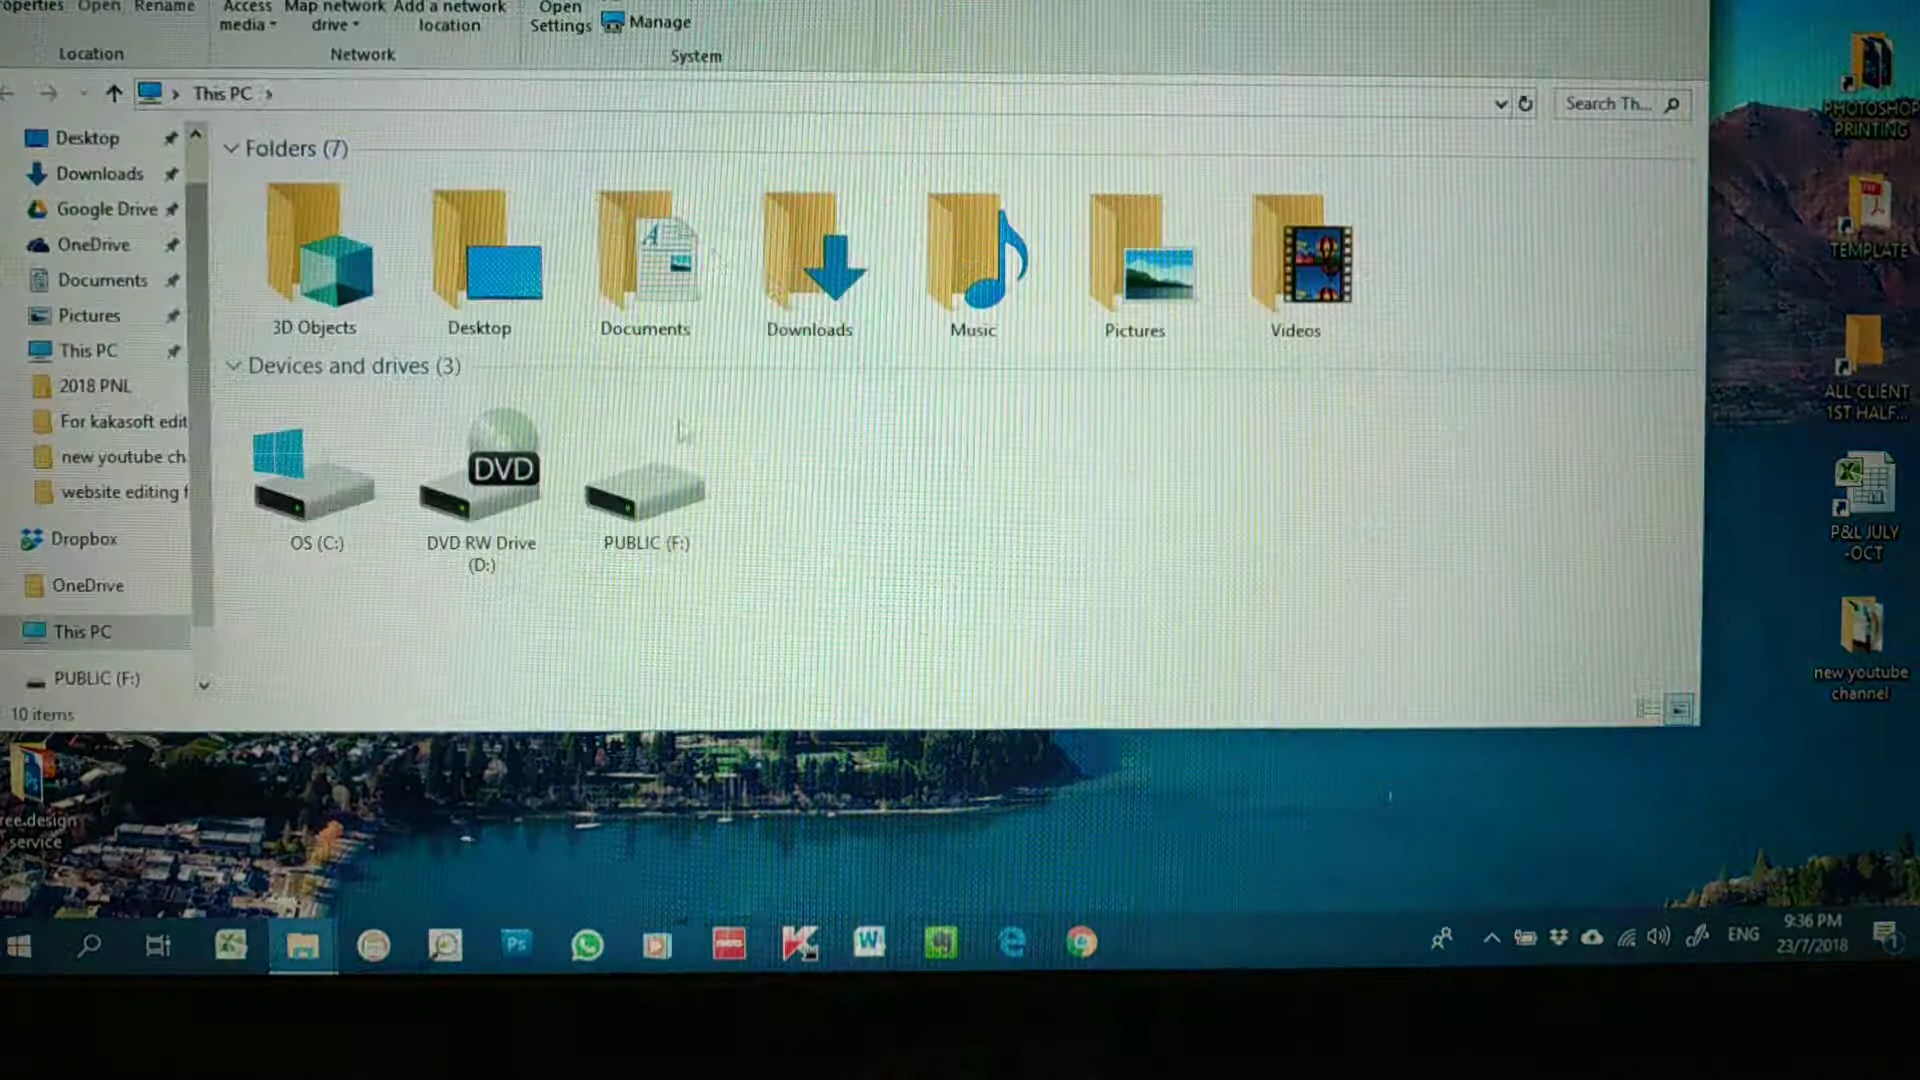 Open Rename
Access media
Map network drive
Add a network location
Open Settings
Manage
Location
Network
System
This PC
Search Th...
Desktop
Downloads
Google Drive
OneDrive
Documents
Pictures
This PC
2018 PNL
For kakasoft edit
new youtube ch
website editing f
Dropbox
OneDrive
This PC
PUBLIC (F:)
10 items
Folders (7)
3D Objects
Desktop
Documents
Downloads
Music
Pictures
Videos
Devices and drives (3)
DVD
OS (C:)
DVD RW Drive
(D:)
PUBLIC (F:)
PHOTOSHOP
PRINTING
TEMPLATE
ALL CLIENT
1ST HALF...
P&L JULY
-OCT
new youtube
channel
ree.design
service
Ps
Ps
W
ENG
9:36 PM
23/7/2018
1